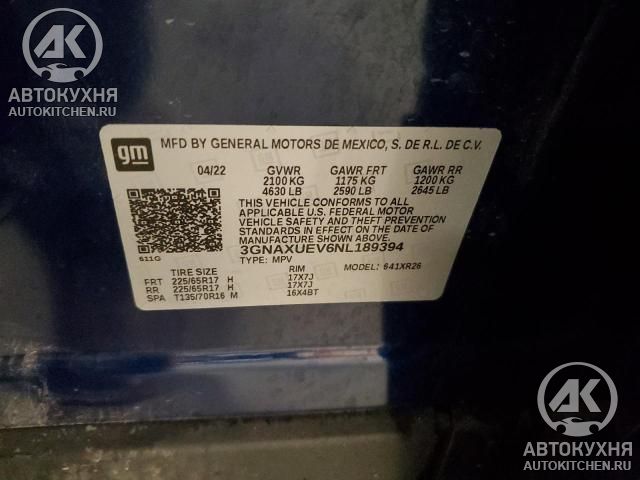 АК
АВТОКУХНЯ
AUTOKITCHEN.RU
gm
MFD BY GENERAL MOTORS DE MEXICO, S. DE R.L. DE C.V.
04/22 GVWR GAWR FRT GAWR RR
2100 KG 1175 KG 1200 KG
4630 LB 2590 LB 2645 LB
THIS VEHICLE CONFORMS TO ALL
APPLICABLE U.S. FEDERAL MOTOR
VEHICLE SAFETY AND THEFT PREVENTION
STANDARDS IN EFFECT ON THE DATE OF
MANUFACTURE SHOWN ABOVE.
3GNAXUEV6NL189394
611G
TYPE: MPV MODEL: 641XR26
TIRE SIZE RIM
FRT 225/65R17 H 17X7J
RR 225/65R17 H 17X7J
SPA T135/70R16 M 16X4BT
АК
АВТОКУХНЯ
AUTOKITCHEN.RU